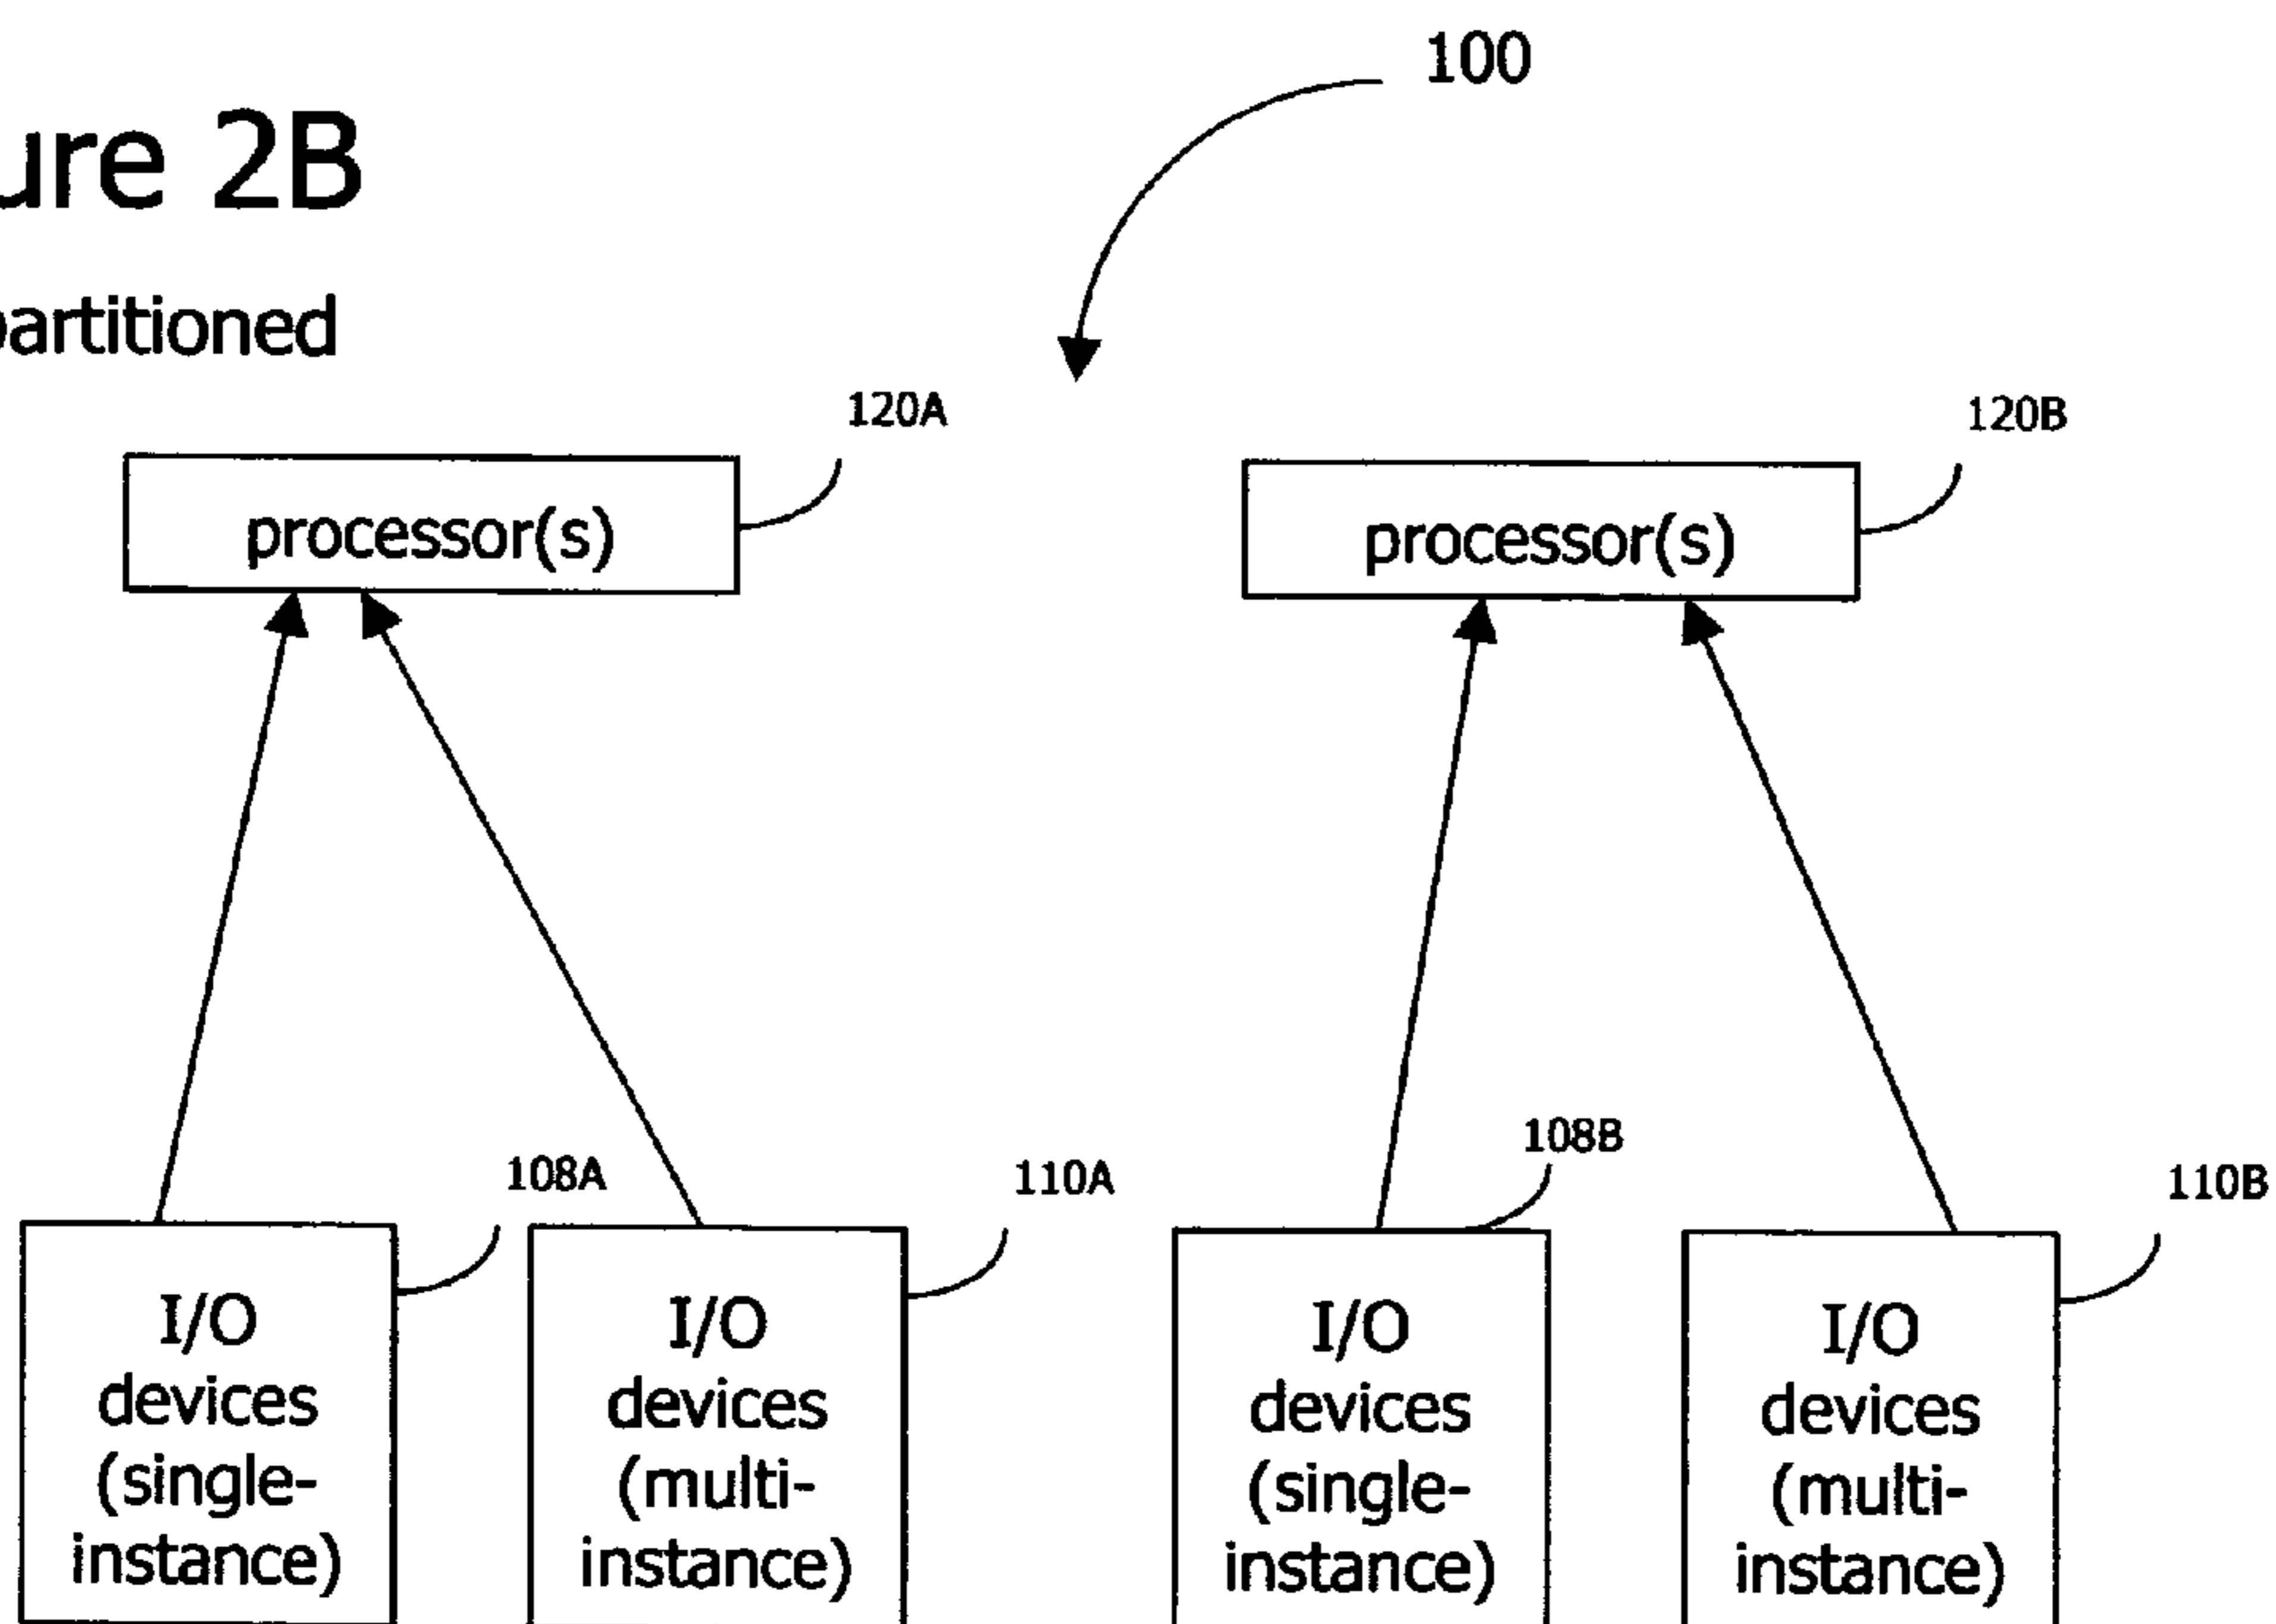 100
ure 2B
partitioned
120A
120B
processor(s)
processor(s)
108A
110A
108B
110B
I/O
devices
(single-
instance)
I/O
devices
(multi-
instance)
I/O
devices
(single-
instance)
I/O
devices
(multi-
instance)